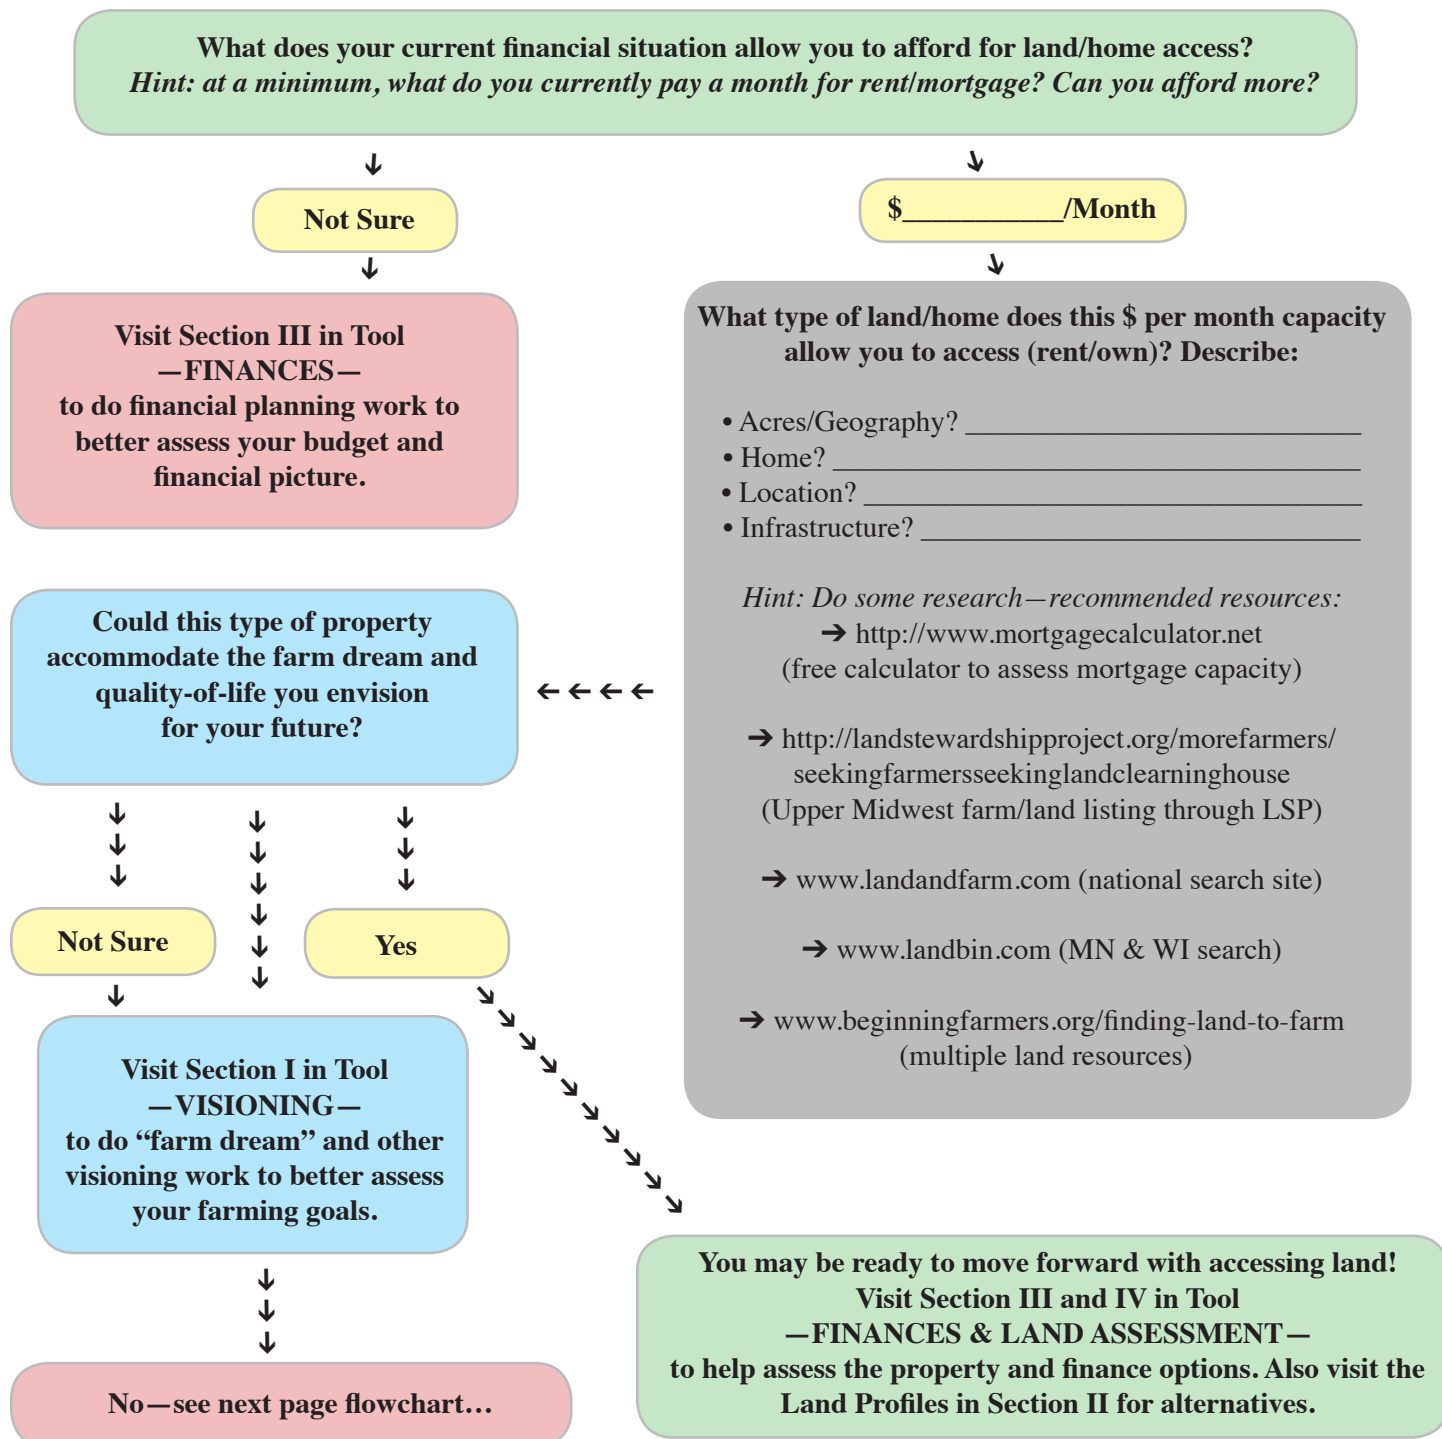 What does your current financial situation allow you to afford for land/home access?
Hint: at a minimum, what do you currently pay a month for rent/mortgage? Can you afford more?
Not Sure
$___________/Month
Visit Section III in Tool
—FINANCES—
to do financial planning work to
better assess your budget and
financial picture.
What type of land/home does this $ per month capacity
allow you to access (rent/own)? Describe:
• Acres/Geography? ___________________________
• Home? ____________________________________
• Location? __________________________________
• Infrastructure? ______________________________
Hint: Do some research—recommended resources:
➔ http://www.mortgagecalculator.net
(free calculator to assess mortgage capacity)
➔ http://landstewardshipproject.org/morefarmers/
seekingfarmersseekinglandclearninghouse
(Upper Midwest farm/land listing through LSP)
➔ www.landandfarm.com (national search site)
➔ www.landbin.com (MN & WI search)
➔ www.beginningfarmers.org/finding-land-to-farm
(multiple land resources)
Could this type of property
accommodate the farm dream and
quality-of-life you envision
for your future?
Not Sure
Yes
Visit Section I in Tool
—VISIONING—
to do “farm dream” and other
visioning work to better assess
your farming goals.
You may be ready to move forward with accessing land!
Visit Section III and IV in Tool
—FINANCES & LAND ASSESSMENT—
to help assess the property and finance options. Also visit the
Land Profiles in Section II for alternatives.
No—see next page flowchart…